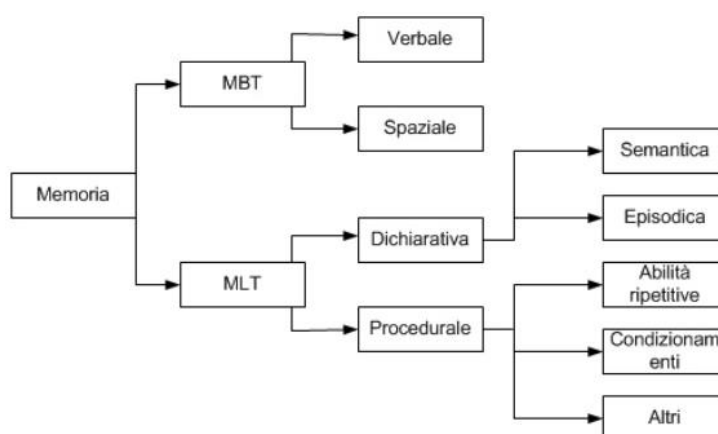 Verbale
MBT
Spaziale
Semantica
Memoria
Episodica
Dichiarativa
MLT
Abilità
ripetitive
Procedurale
Condizionam
enti
Altri